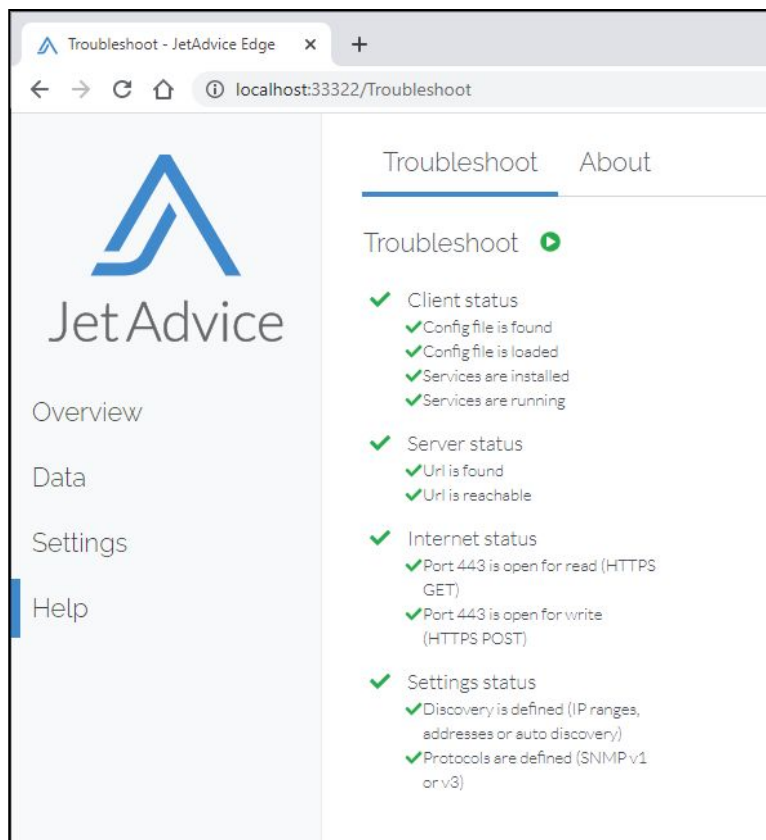 Troubleshoot - JetAdvice Edge
localhost:33322/Troubleshoot
JetAdvice
Overview
Data
Settings
Help
Troubleshoot About
Troubleshoot
Client status
Config file is found
Config file is loaded
Services are installed
Services are running
Server status
Url is found
Url is reachable
Internet status
Port 443 is open for read (HTTPS
GET)
Port 443 is open for write
(HTTPS POST)
Settings status
Discovery is defined (IP ranges,
addresses or auto discovery)
Protocols are defined (SNMP v1
or v3)